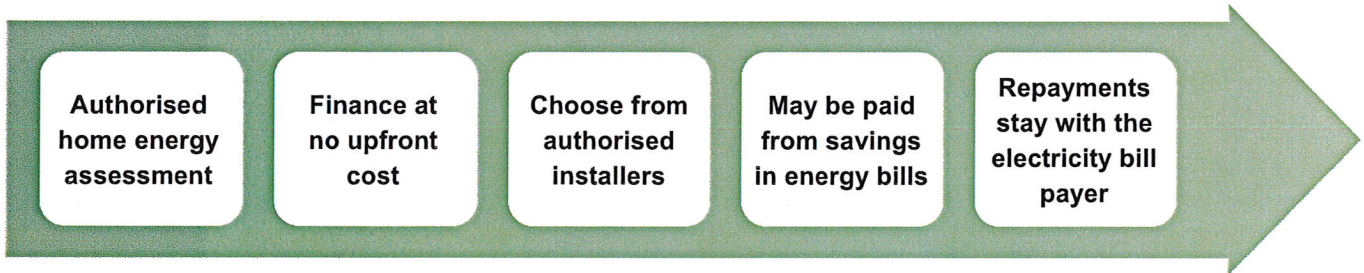 Authorised
home energy
assessment
Finance at
no upfront
cost
Choose from
authorised
installers
May be paid
from savings
in energy bills
Repayments
stay with the
electricity bill
payer